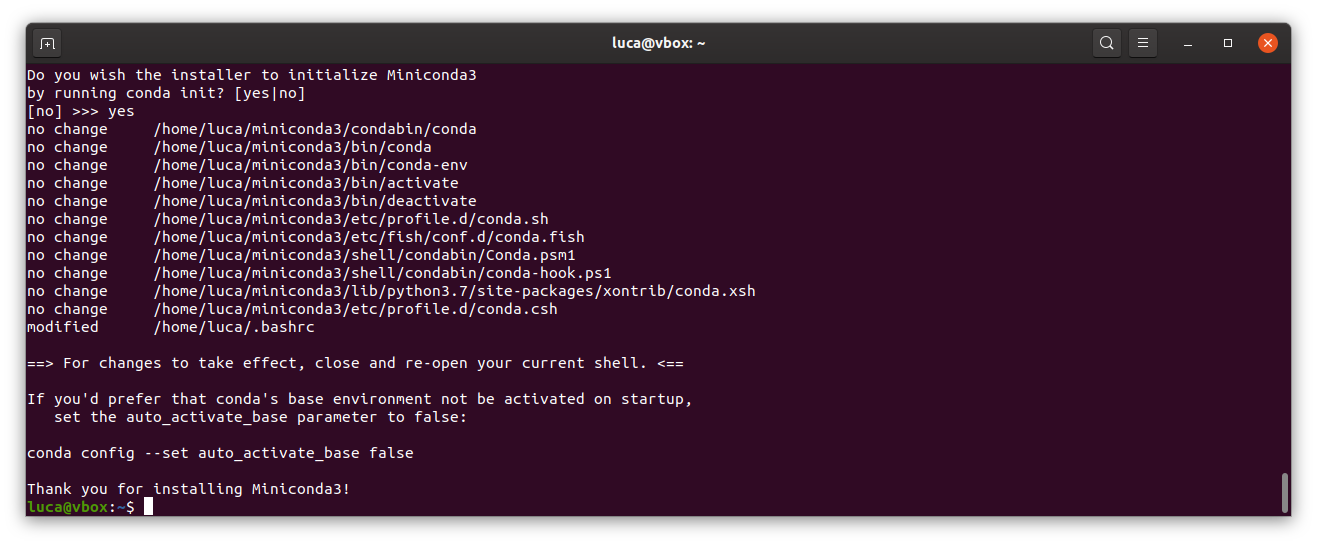 luca@vbox: ~
Do you wish the installer to initialize Miniconda3
by running conda init? [yes|no]
[no] >>> yes
no change     /home/luca/miniconda3/condabin/conda
no change     /home/luca/miniconda3/bin/conda
no change     /home/luca/miniconda3/bin/conda-env
no change     /home/luca/miniconda3/bin/activate
no change     /home/luca/miniconda3/bin/deactivate
no change     /home/luca/miniconda3/etc/profile.d/conda.sh
no change     /home/luca/miniconda3/etc/fish/conf.d/conda.fish
no change     /home/luca/miniconda3/shell/condabin/Conda.psm1
no change     /home/luca/miniconda3/shell/condabin/conda-hook.ps1
no change     /home/luca/miniconda3/lib/python3.7/site-packages/xontrib/conda.xsh
no change     /home/luca/miniconda3/etc/profile.d/conda.csh
modified      /home/luca/.bashrc
==> For changes to take effect, close and re-open your current shell. <==
If you'd prefer that conda's base environment not be activated on startup,
   set the auto_activate_base parameter to false:
conda config --set auto_activate_base false
Thank you for installing Miniconda3!
luca@vbox:~$